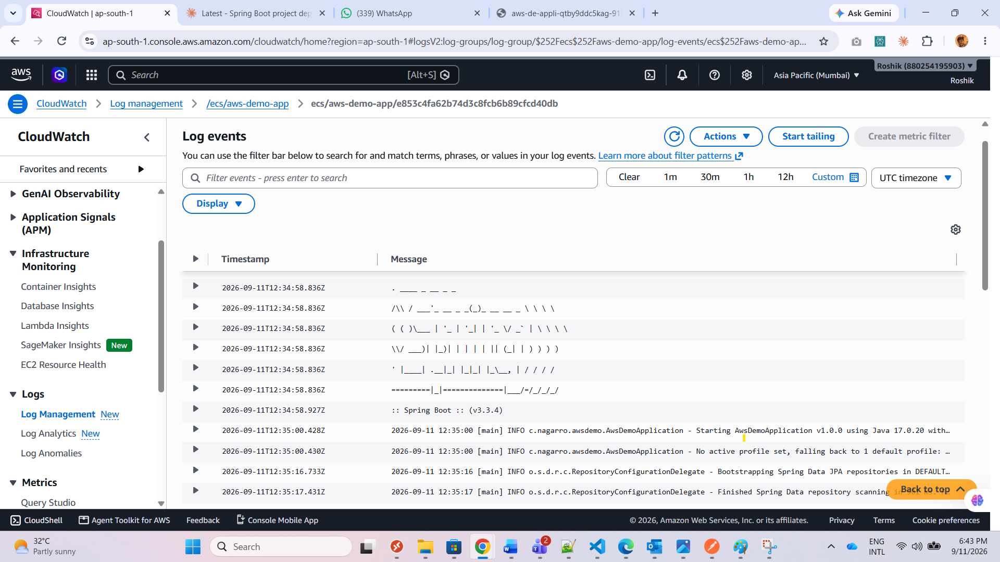 CloudWatch | ap-south-1
Latest - Spring Boot project dep
(339) WhatsApp
aws-de-appli-qtby9ddc5kag-91
Ask Gemini
ap-south-1.console.aws.amazon.com/cloudwatch/home?region=ap-south-1#logsV2:log-groups/log-group/$252Fecs$252Faws-demo-app/log-events/ecs$252Faws-demo-ap...
aws
Search
[Alt+S]
Asia Pacific (Mumbai)
Roshik (880254195903)
Roshik
CloudWatch
Log management
/ecs/aws-demo-app
ecs/aws-demo-app/e853c4fa62b74d3c8fcb6b89cfcd40db
CloudWatch
Favorites and recents
GenAI Observability
Application Signals
(APM)
Infrastructure
Monitoring
Container Insights
Database Insights
Lambda Insights
SageMaker Insights New
EC2 Resource Health
Logs
Log Management New
Log Analytics New
Log Anomalies
Metrics
Query Studio
Log events
Actions
Start tailing
Create metric filter
You can use the filter bar below to search for and match terms, phrases, or values in your log events. Learn more about filter patterns
Filter events - press enter to search
Clear 1m 30m 1h 12h Custom
UTC timezone
Display
Timestamp Message
2026-09-11T12:34:58.836Z . ____ _ __ _ _
2026-09-11T12:34:58.836Z /\\ / ___'_ __ _ _(_)_ __ __ _ \ \ \ \
2026-09-11T12:34:58.836Z ( ( )\___ | '_ | '_| | '_ \/ _` | \ \ \ \
2026-09-11T12:34:58.836Z \\/ ___)| |_)| | | | | || (_| | ) ) ) )
2026-09-11T12:34:58.836Z ' |____| .__|_| |_|_| |_\__, | / / / /
2026-09-11T12:34:58.836Z =========|_|==============|___/=/_/_/_/
2026-09-11T12:34:58.927Z :: Spring Boot :: (v3.3.4)
2026-09-11T12:35:00.428Z 2026-09-11 12:35:00 [main] INFO c.nagarro.awsdemo.AwsDemoApplication - Starting AwsDemoApplication v1.0.0 using Java 17.0.20 with...
2026-09-11T12:35:00.430Z 2026-09-11 12:35:00 [main] INFO c.nagarro.awsdemo.AwsDemoApplication - No active profile set, falling back to 1 default profile: ...
2026-09-11T12:35:16.733Z 2026-09-11 12:35:16 [main] INFO o.s.d.r.c.RepositoryConfigurationDelegate - Bootstrapping Spring Data JPA repositories in DEFAULT...
2026-09-11T12:35:17.431Z 2026-09-11 12:35:17 [main] INFO o.s.d.r.c.RepositoryConfigurationDelegate - Finished Spring Data repository scanning
Back to top
CloudShell
Agent Toolkit for AWS
Feedback
Console Mobile App
© 2026, Amazon Web Services, Inc. or its affiliates.
Privacy
Terms
Cookie preferences
32°C
Partly sunny
Search
2
ENG
INTL
6:43 PM
9/11/2026